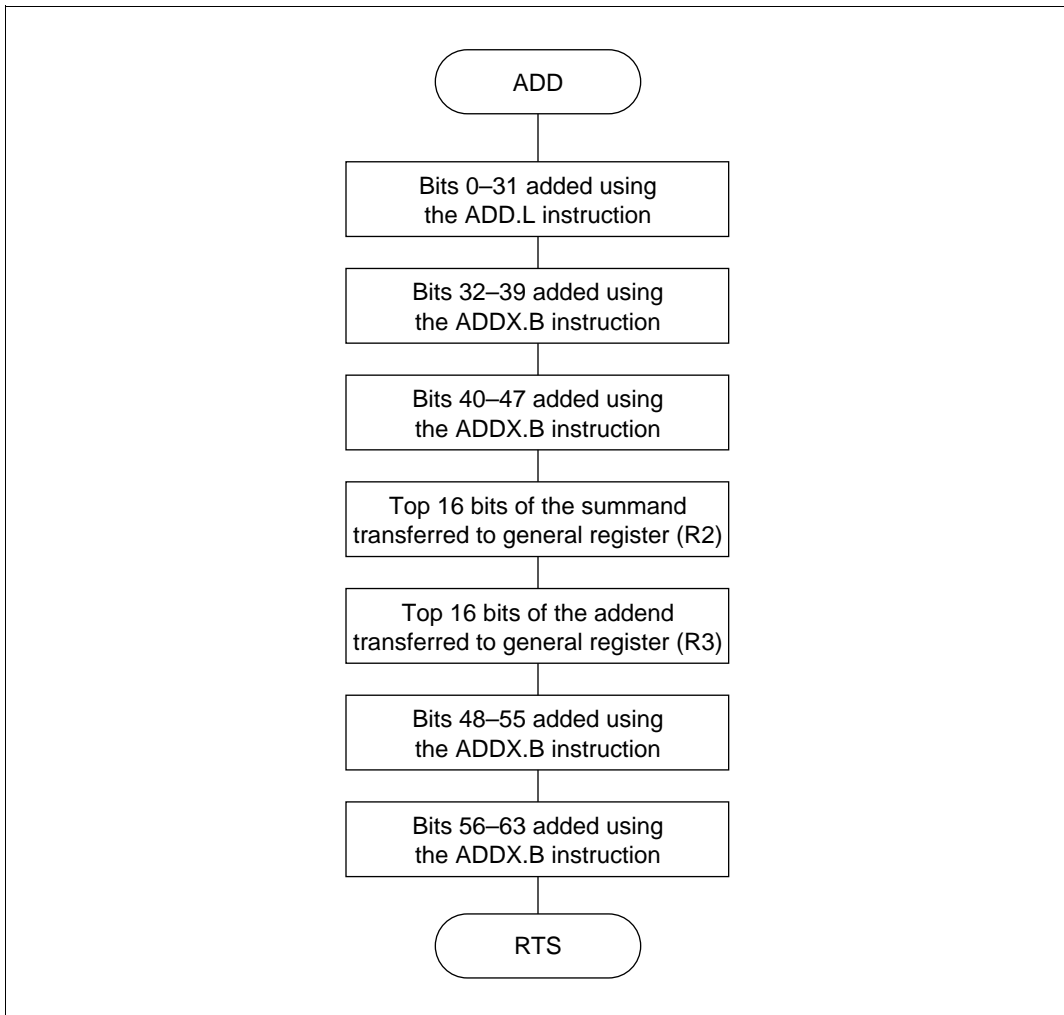 ADD
Bits 0–31 added using
the ADD.L instruction
Bits 32–39 added using
the ADDX.B instruction
Bits 40–47 added using
the ADDX.B instruction
Top 16 bits of the summand
transferred to general register (R2)
Top 16 bits of the addend
transferred to general register (R3)
Bits 48–55 added using
the ADDX.B instruction
Bits 56–63 added using
the ADDX.B instruction
RTS